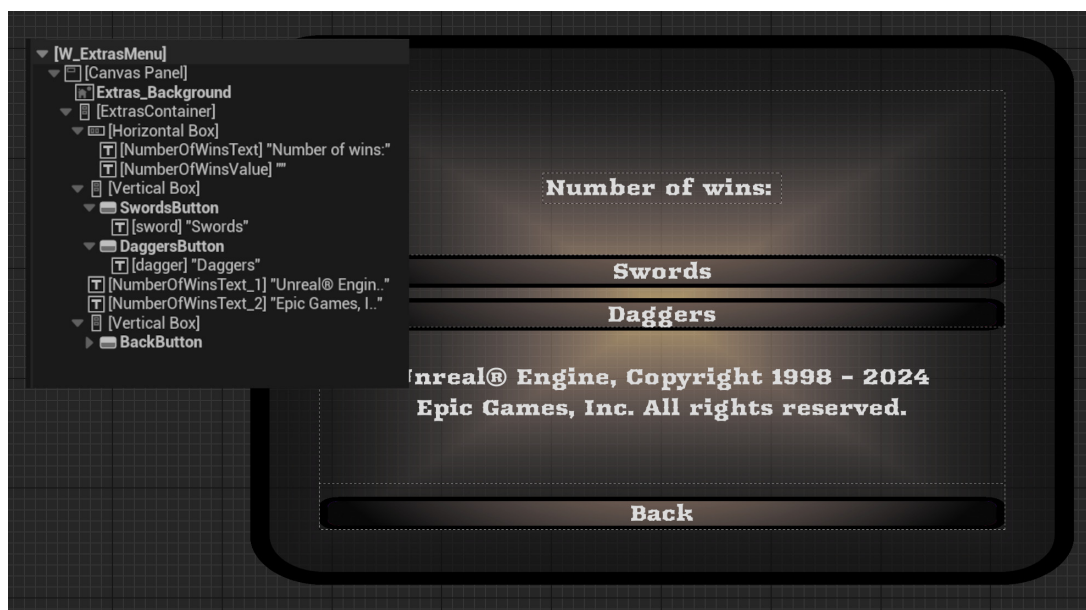 [W_ExtrasMenu]
[Canvas Panel]
Extras_Background
[ExtrasContainer]
[Horizontal Box]
[NumberOfWinsText] "Number of wins:"
[NumberOfWinsValue] ""
[Vertical Box]
SwordsButton
[sword] "Swords"
DaggersButton
[dagger] "Daggers"
[NumberOfWinsText_1] "Unreal® Engin.."
[NumberOfWinsText_2] "Epic Games, I.."
[Vertical Box]
BackButton
Number of wins:
Swords
Daggers
nreal® Engine, Copyright 1998 - 2024
Epic Games, Inc. All rights reserved.
Back